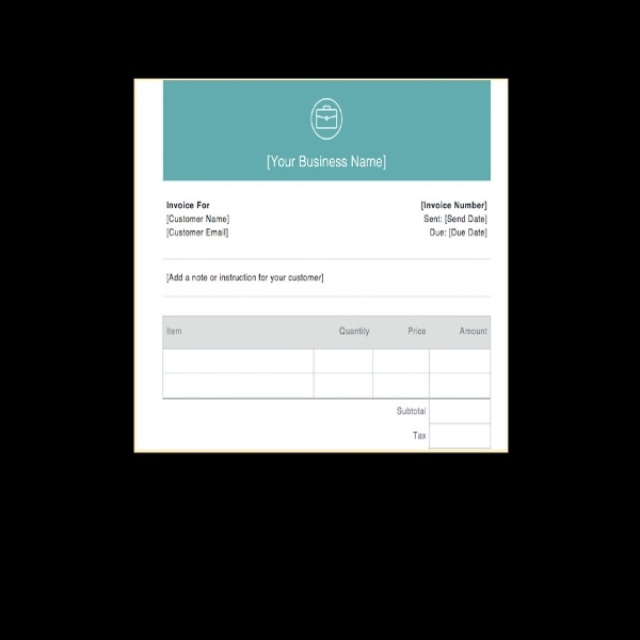 [Your Business Name]
Invoice For
[Invoice Number]
[Customer Name]
Sent: [Send Date]
[Customer Email]
Due: [Due Date]
[Add a note or instruction for your customer]
Item Quantity Price Amount
Subtotal
Tax